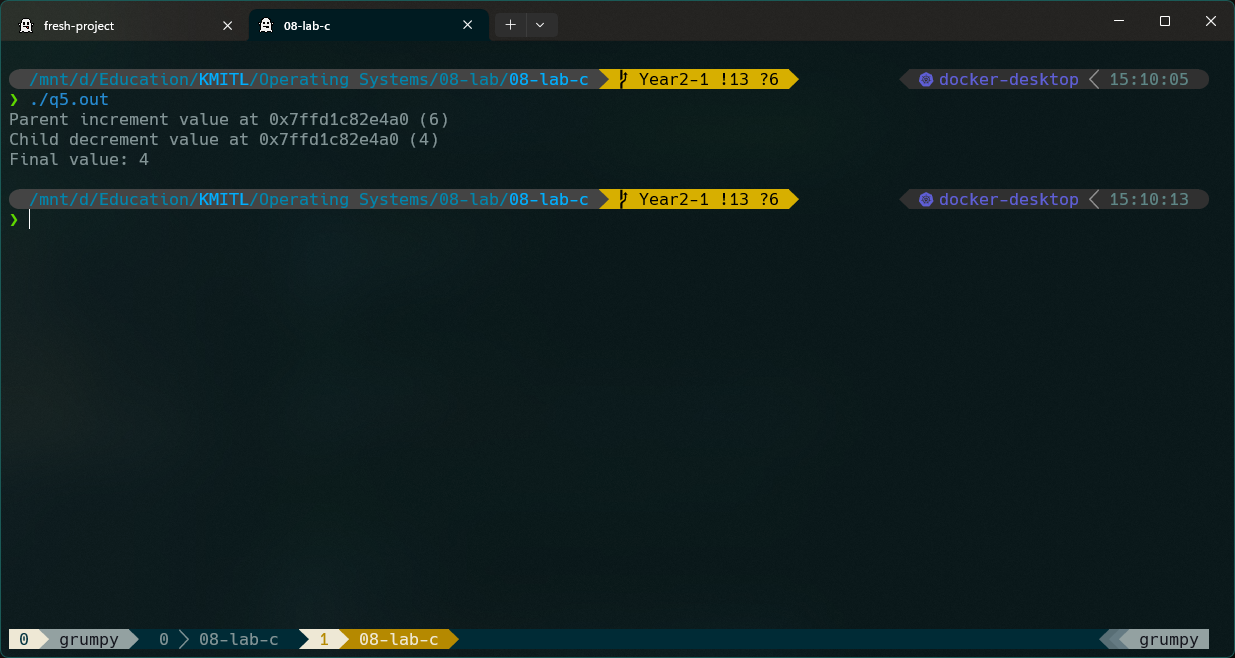 fresh-project
08-lab-c
/mnt/d/Education/KMITL/Operating Systems/08-lab/08-lab-c Year2-1 !13 ?6 docker-desktop 15:10:05
❯ ./q5.out
Parent increment value at 0x7ffd1c82e4a0 (6)
Child decrement value at 0x7ffd1c82e4a0 (4)
Final value: 4
/mnt/d/Education/KMITL/Operating Systems/08-lab/08-lab-c Year2-1 !13 ?6 docker-desktop 15:10:13
❯
0 grumpy 0 08-lab-c 1 08-lab-c grumpy